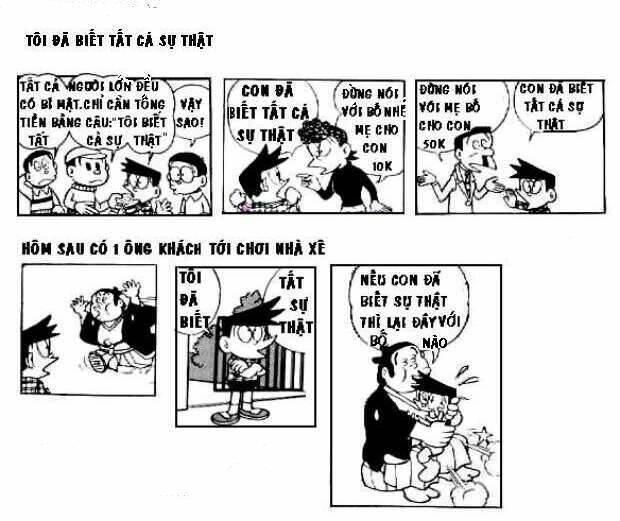 TÔI ĐÃ BIẾT TẤT CẢ SỰ THẬT
TẤT CẢ NGƯỜI LỚN ĐỀU
CÓ BÍ MẬT.CHỈ CẦN TỐNG
TIỀN BẰNG CÂU:"TÔI BIẾT
TẤT CẢ SỰ THẬT"
VẬY
SAO!
CON ĐÃ
BIẾT TẤT CẢ
SỰ THẬT
ĐỪNG NÓI
VỚI BỐ NHÉ
MẸ CHO
CON
10K
ĐỪNG NÓI
VỚI MẸ BỐ
CHO CON
50K
CON ĐÃ BIẾT
TẤT CẢ SỰ
THẬT
HÔM SAU CÓ 1 ÔNG KHÁCH TỚI CHƠI NHÀ XÊ
TÔI
ĐÃ
BIẾT
TẤT
SỰ
THẬT
NẾU CON ĐÃ
BIẾT SỰ THẬT
THÌ LẠI ĐÂY VỚI
BỐ NÀO